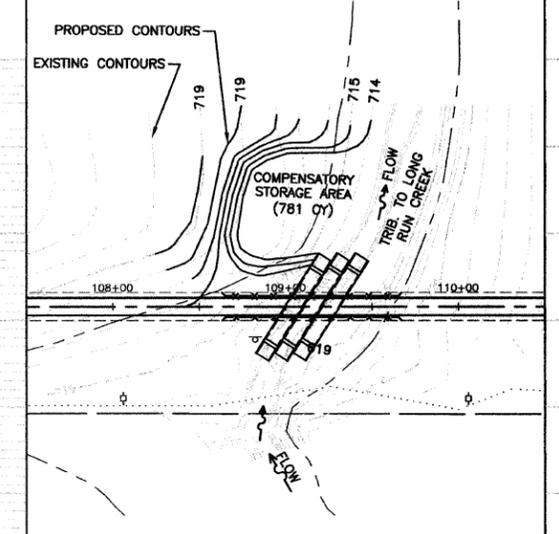 PROPOSED CONTOURS
EXISTING CONTOURS
719
719
715
714
COMPENSATORY
STORAGE AREA
(781 CY)
FLOW
TRIB. TO LONG
RUN CREEK
108+00
109+00
110+00
819
FLOW